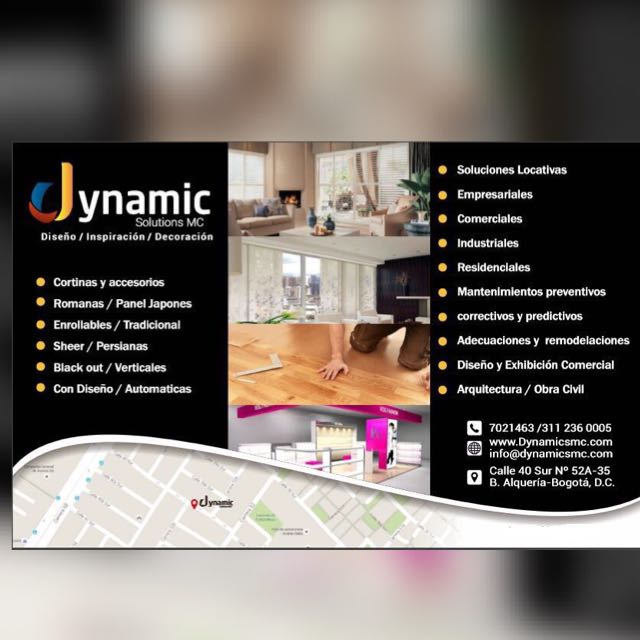 dynamic
Solutions MC
Diseño / Inspiración / Decoración
Cortinas y accesorios
Romanas / Panel Japones
Enrollables / Tradicional
Sheer / Persianas
Black out / Verticales
Con Diseño / Automaticas
Soluciones Locativas
Empresariales
Comerciales
Industriales
Residenciales
Mantenimientos preventivos
correctivos y predictivos
Adecuaciones y remodelaciones
Diseño y Exhibición Comercial
Arquitectura / Obra Civil
7021463 /311 236 0005
www.Dynamicsmc.com
info@dynamicsmc.com
Calle 40 Sur Nº 52A-35
B. Alquería-Bogotá, D.C.
dynamic